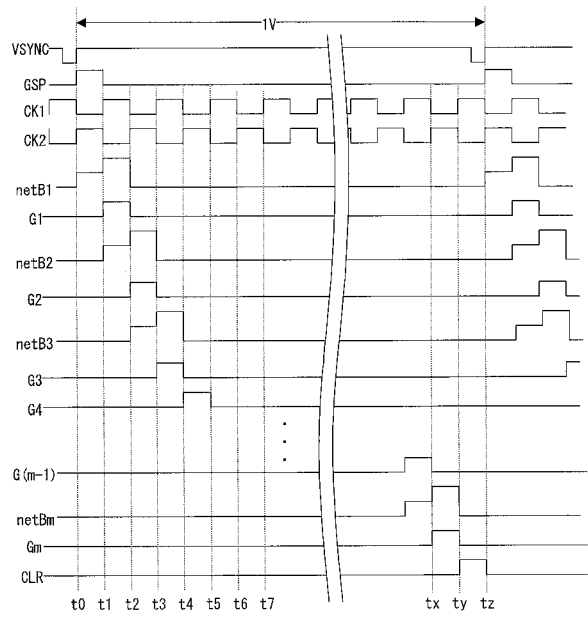 1V
VSYNC
GSP
CK1
CK2
netB1
G1
netB2
G2
netB3
G3
G4
G(m-1)
netBm
Gm
CLR
t0 t1 t2 t3 t4 t5 t6 t7 tx ty tz